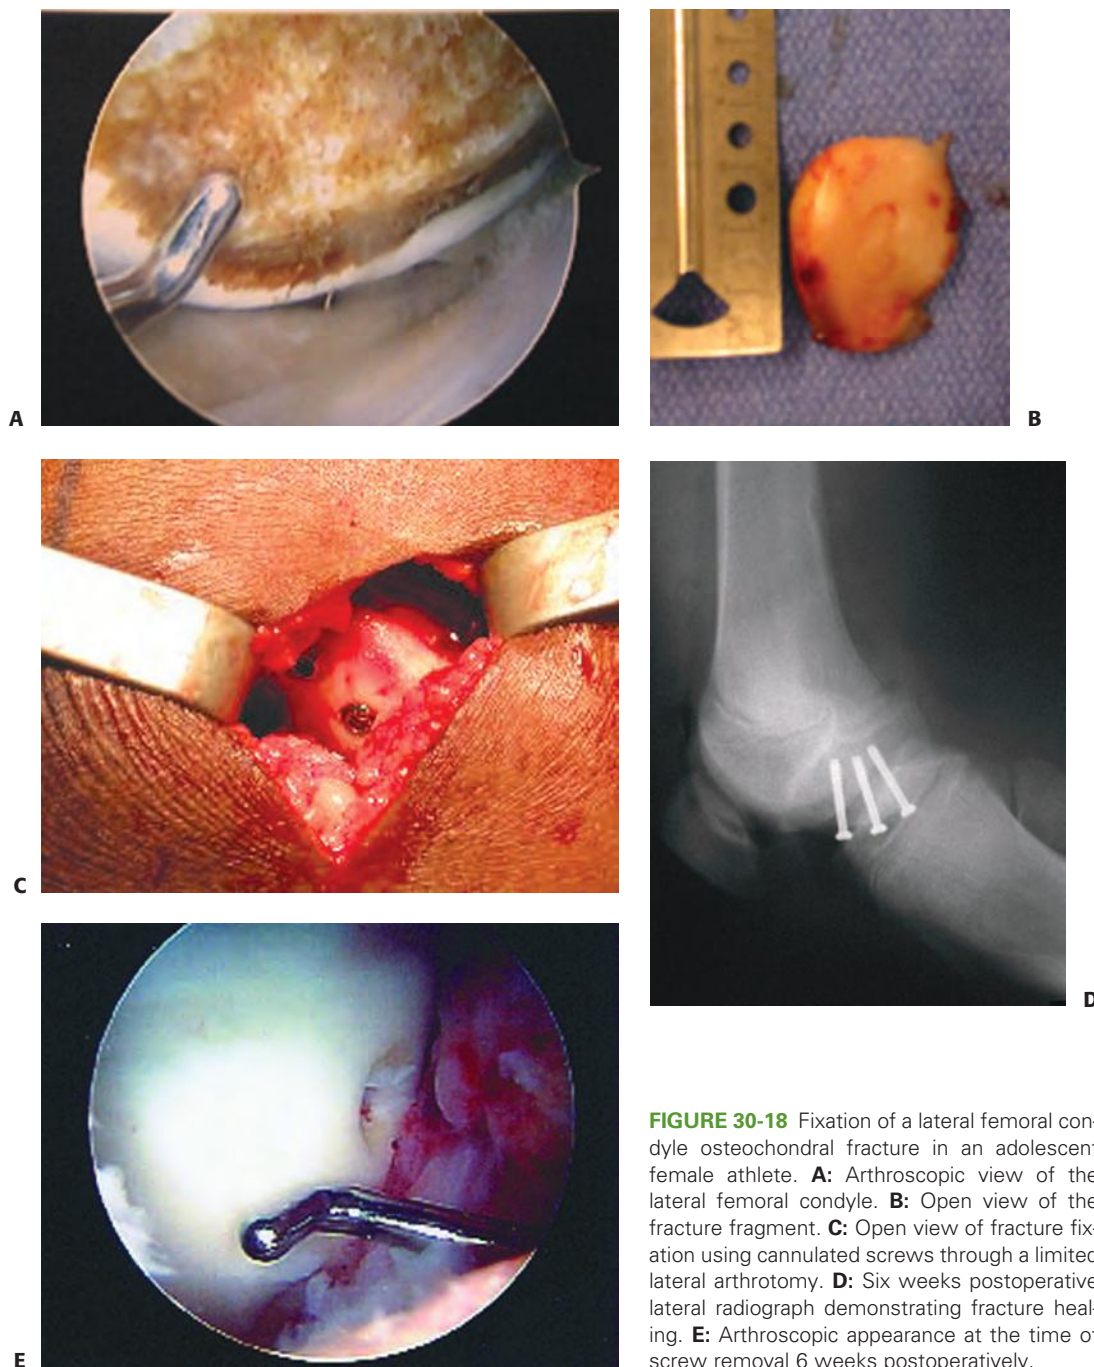 A
B
C
D
E
FIGURE 30-18 Fixation of a lateral femoral con-
dyle osteochondral fracture in an adolescent
female athlete. A: Arthroscopic view of the
lateral femoral condyle. B: Open view of the
fracture fragment. C: Open view of fracture fix-
ation using cannulated screws through a limited
lateral arthrotomy. D: Six weeks postoperative
lateral radiograph demonstrating fracture heal-
ing. E: Arthroscopic appearance at the time of
screw removal 6 weeks postoperatively.